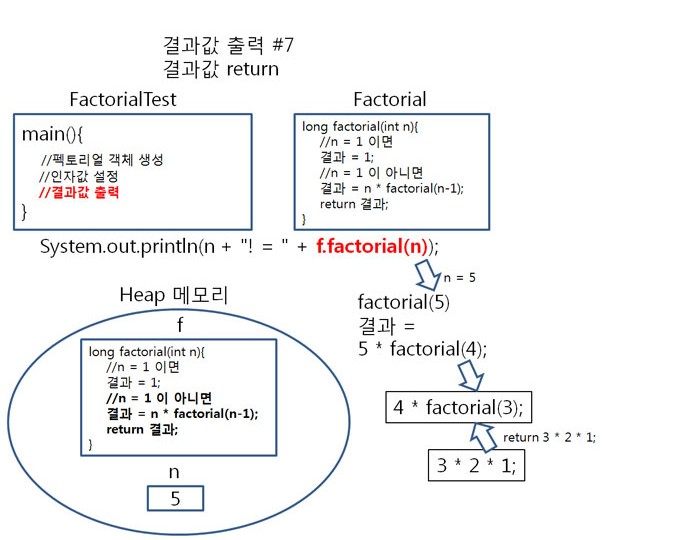 결과값 출력 #7
결과값 return
FactorialTest
main(){
//펙토리얼 객체 생성
//인자값 설정
//결과값 출력
}
Factorial
long factorial(int n){
//n = 1 이면
결과 = 1;
//n = 1 이 아니면
결과 = n * factorial(n-1);
return 결과;
}
System.out.println(n + "! = " + f.factorial(n));
n = 5
factorial(5)
결과 =
5 * factorial(4);
4 * factorial(3);
return 3 * 2 * 1;
3 * 2 * 1;
Heap 메모리
f
long factorial(int n){
//n = 1 이면
결과 = 1;
//n = 1 이 아니면
결과 = n * factorial(n-1);
return 결과;
}
n
5